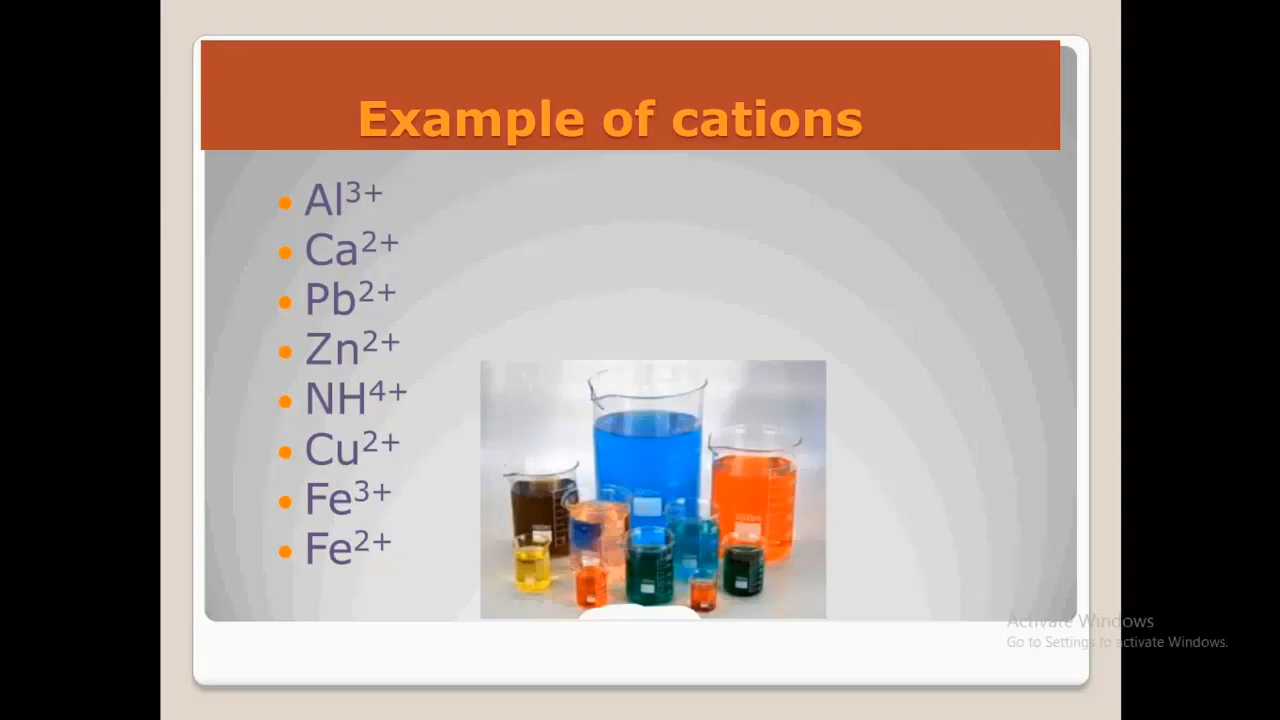 Example of cations
• Al³⁺
• Ca²⁺
• Pb²⁺
• Zn²⁺
• NH⁴⁺
• Cu²⁺
• Fe³⁺
• Fe²⁺
Activate Windows
Go to Settings to activate Windows.